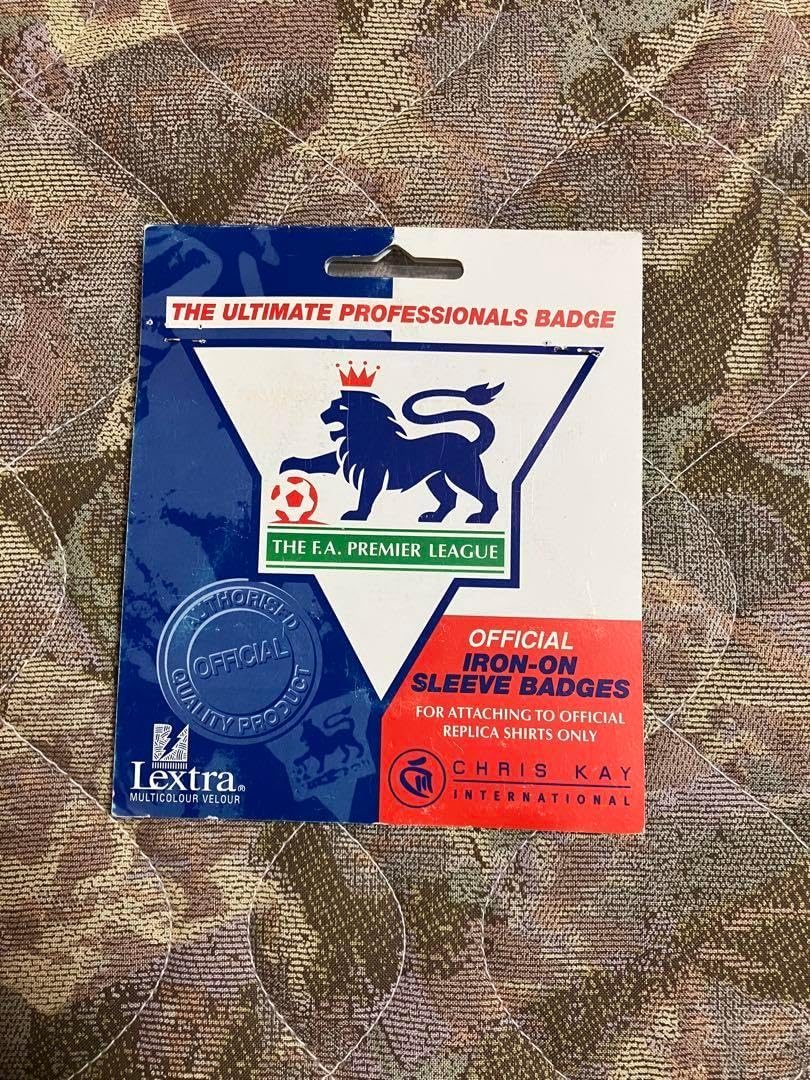 THE ULTIMATE PROFESSIONALS BADGE
THE F.A. PREMIER LEAGUE
AUTHORISED
OFFICIAL
QUALITY PRODUCT
OFFICIAL
IRON-ON
SLEEVE BADGES
FOR ATTACHING TO OFFICIAL
REPLICA SHIRTS ONLY
Lextra®
MULTICOLOUR VELOUR
CHRIS KAY
INTERNATIONAL